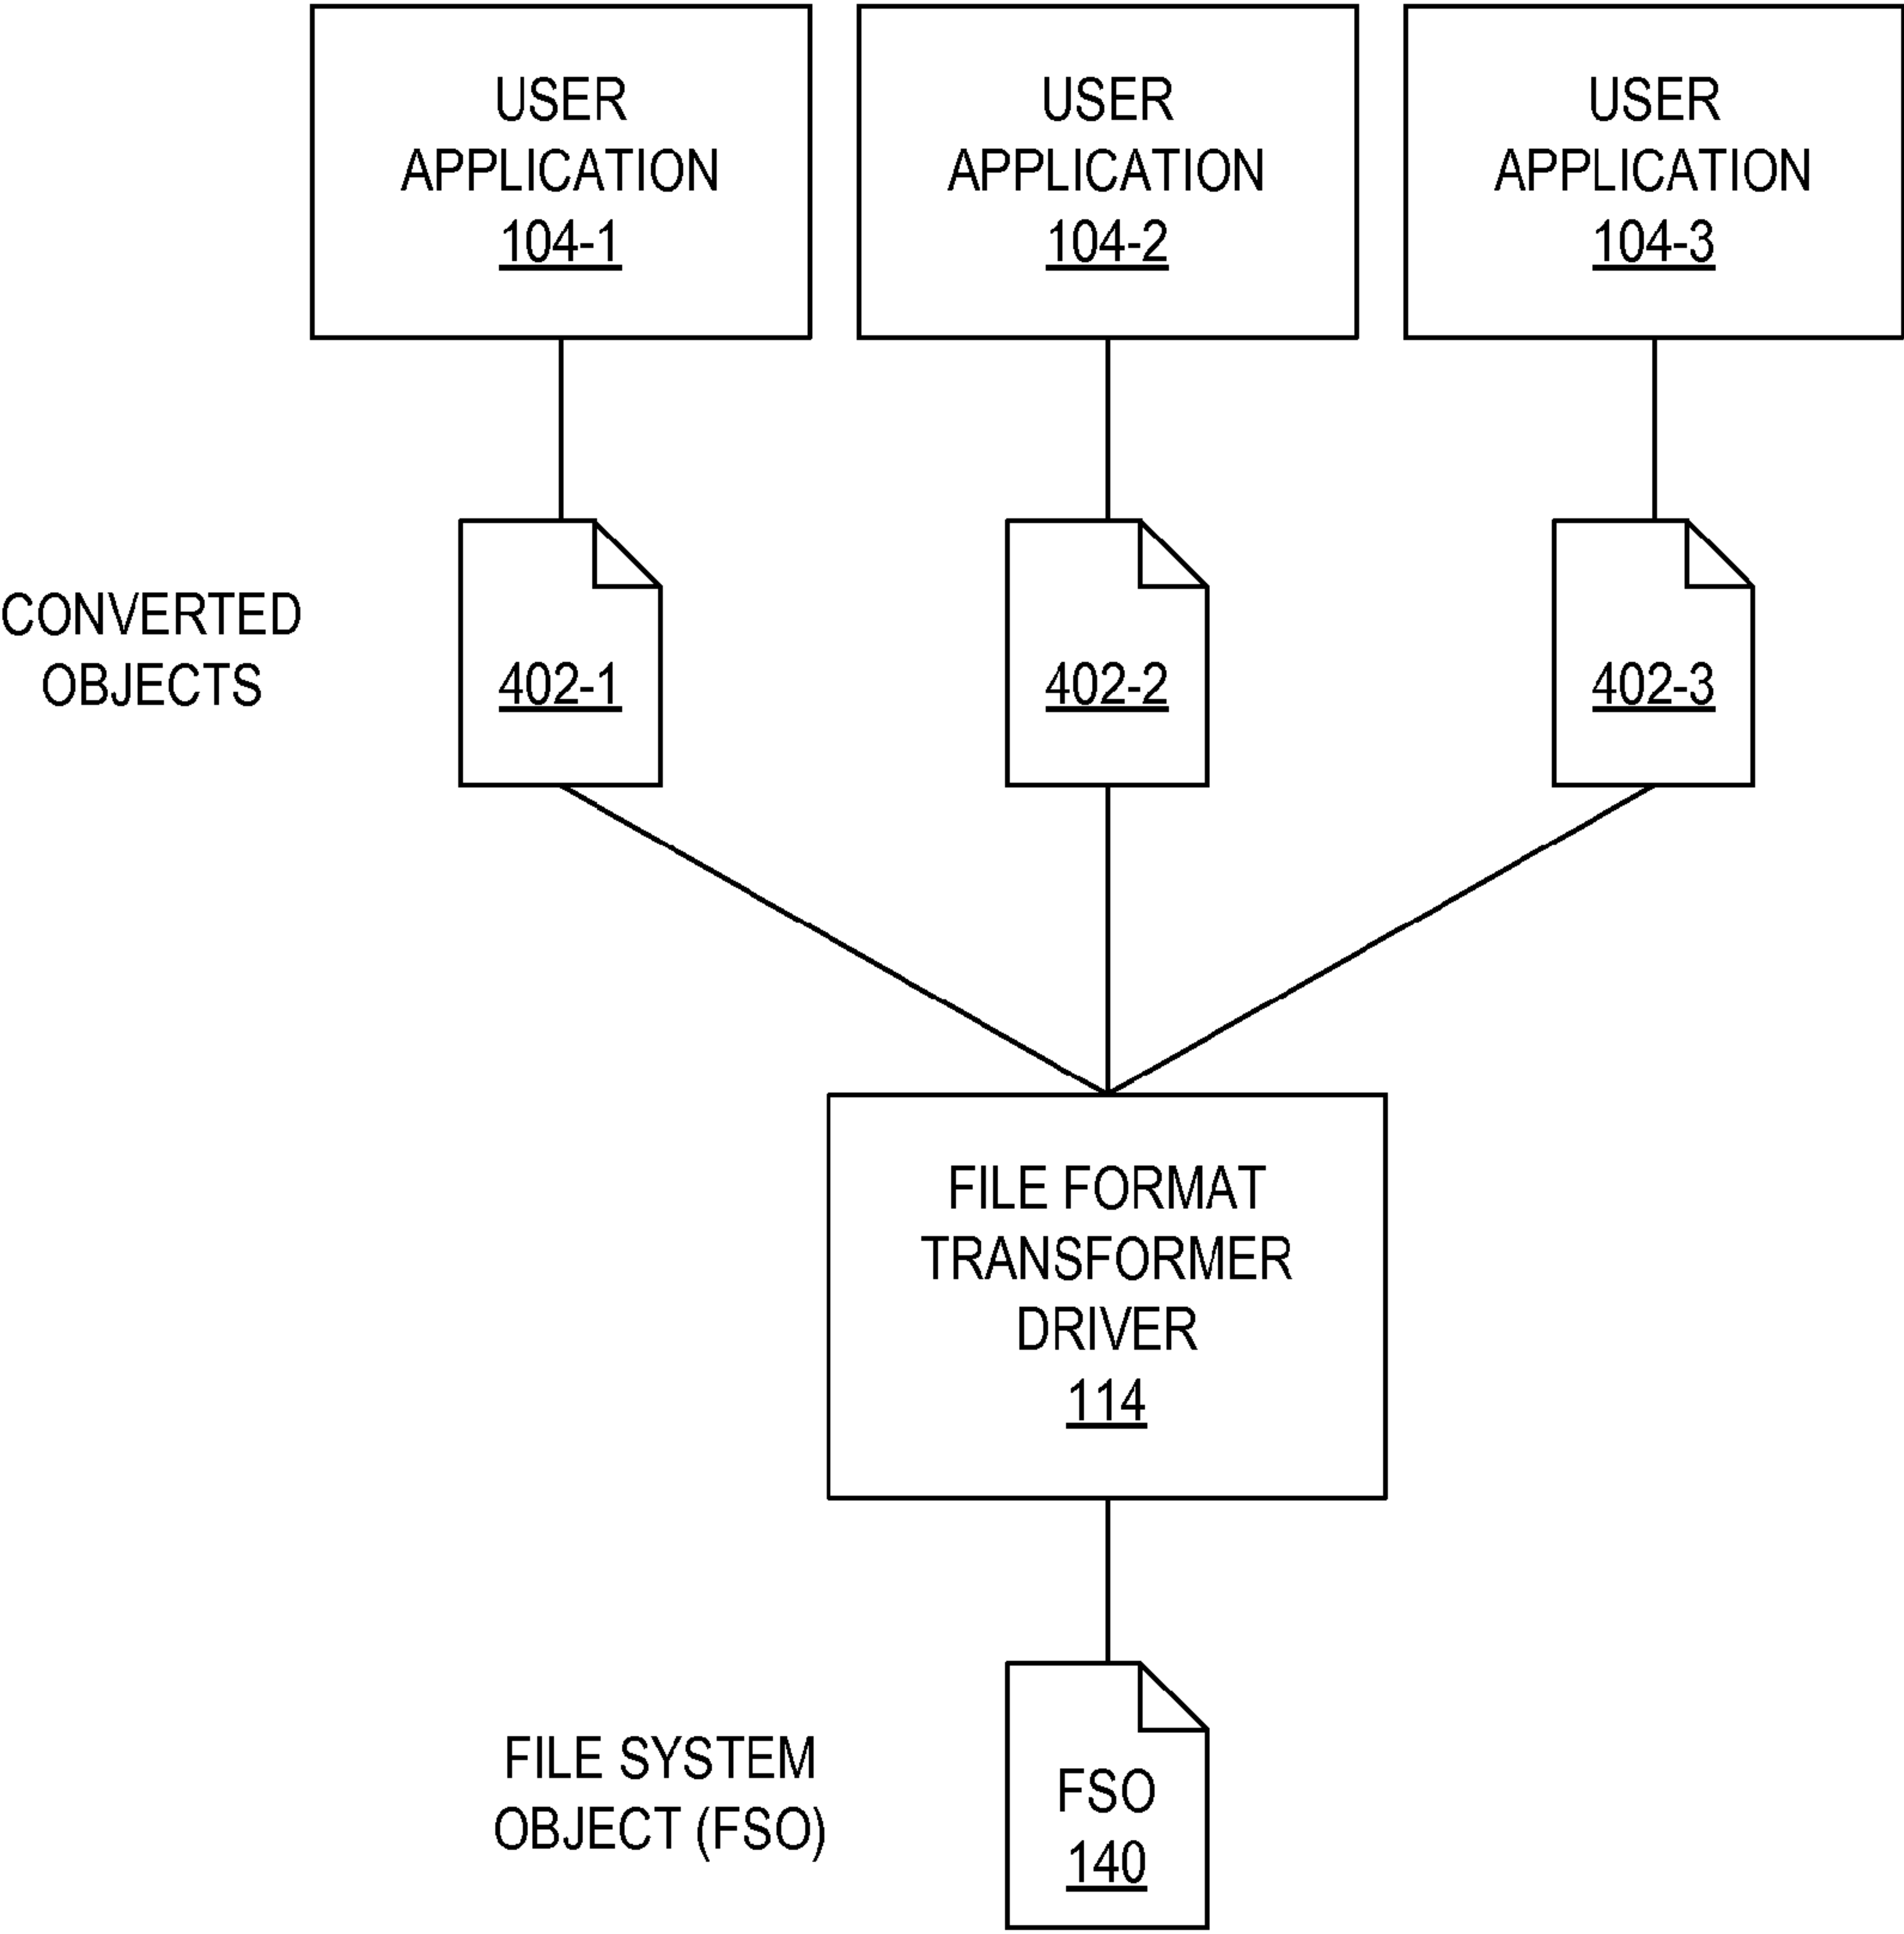 USER
APPLICATION
104-1
USER
APPLICATION
104-2
USER
APPLICATION
104-3
CONVERTED
OBJECTS
402-1
402-2
402-3
FILE FORMAT
TRANSFORMER
DRIVER
114
FILE SYSTEM
OBJECT (FSO)
FSO
140